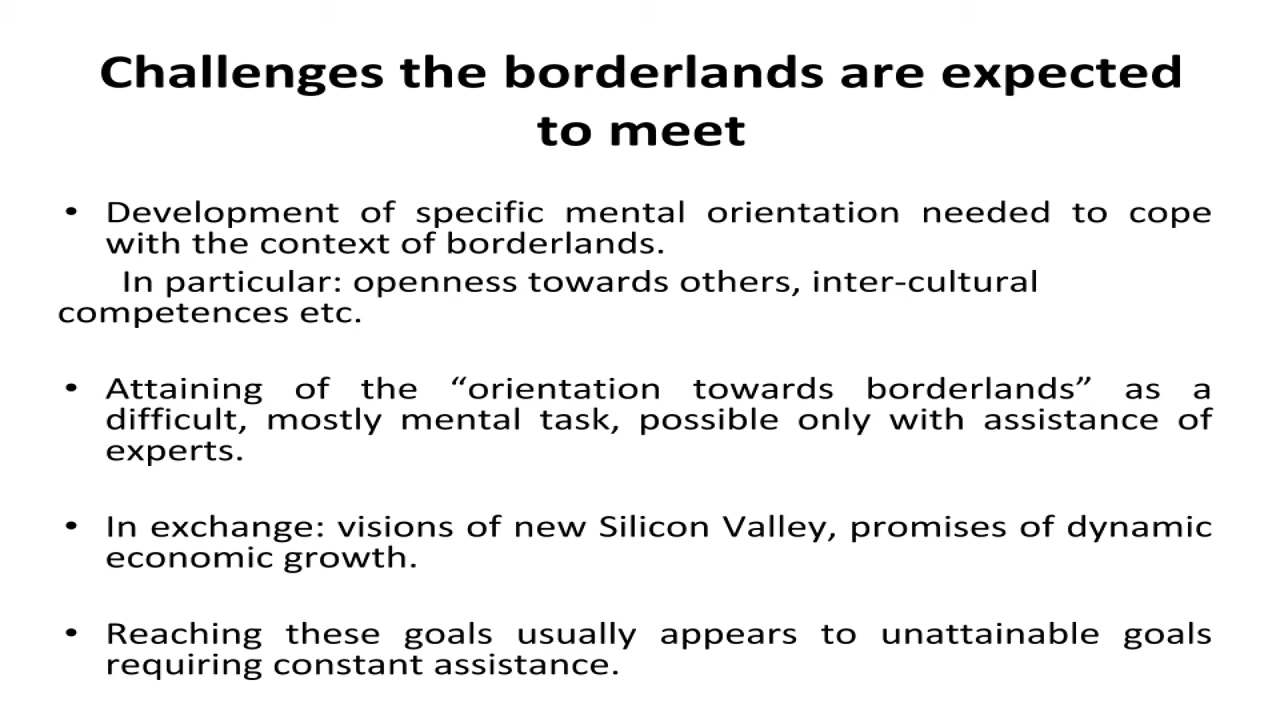 Challenges the borderlands are expected
to meet
• Development of specific mental orientation needed to cope
with the context of borderlands.
In particular: openness towards others, inter-cultural
competences etc.
• Attaining of the “orientation towards borderlands” as a
difficult, mostly mental task, possible only with assistance of
experts.
• In exchange: visions of new Silicon Valley, promises of dynamic
economic growth.
• Reaching these goals usually appears to unattainable goals
requiring constant assistance.